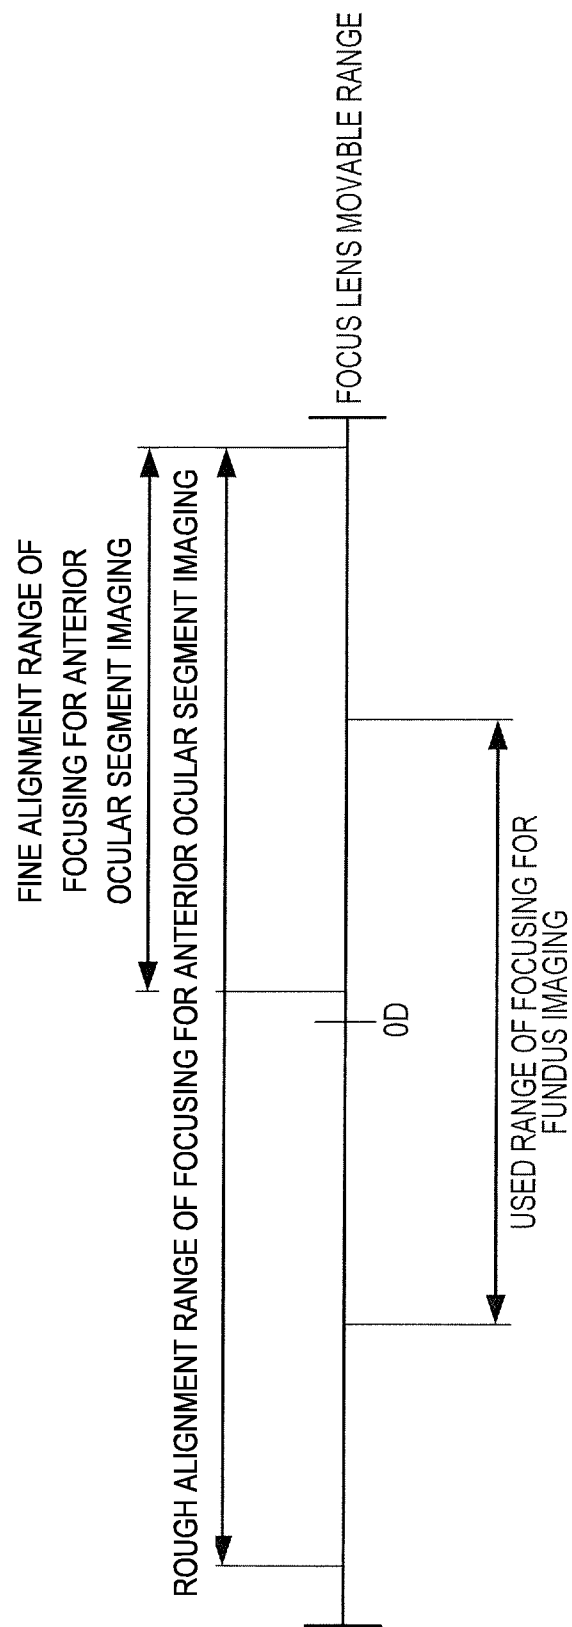 FINE ALIGNMENT RANGE OF
FOCUSING FOR ANTERIOR
OCULAR SEGMENT IMAGING
ROUGH ALIGNMENT RANGE OF FOCUSING FOR ANTERIOR OCULAR SEGMENT IMAGING
FOCUS LENS MOVABLE RANGE
0D
USED RANGE OF FOCUSING FOR
FUNDUS IMAGING